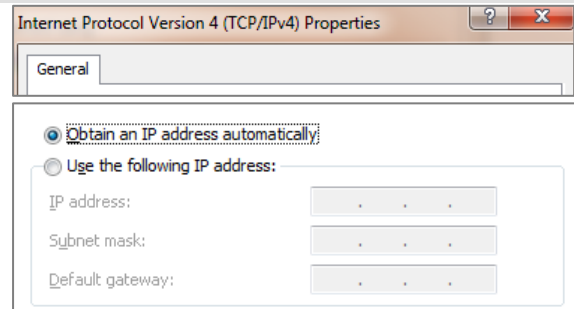 Internet Protocol Version 4 (TCP/IPv4) Properties
? X
General
Obtain an IP address automatically
Use the following IP address:
IP address:
. . .
Subnet mask:
. . .
Default gateway:
. . .